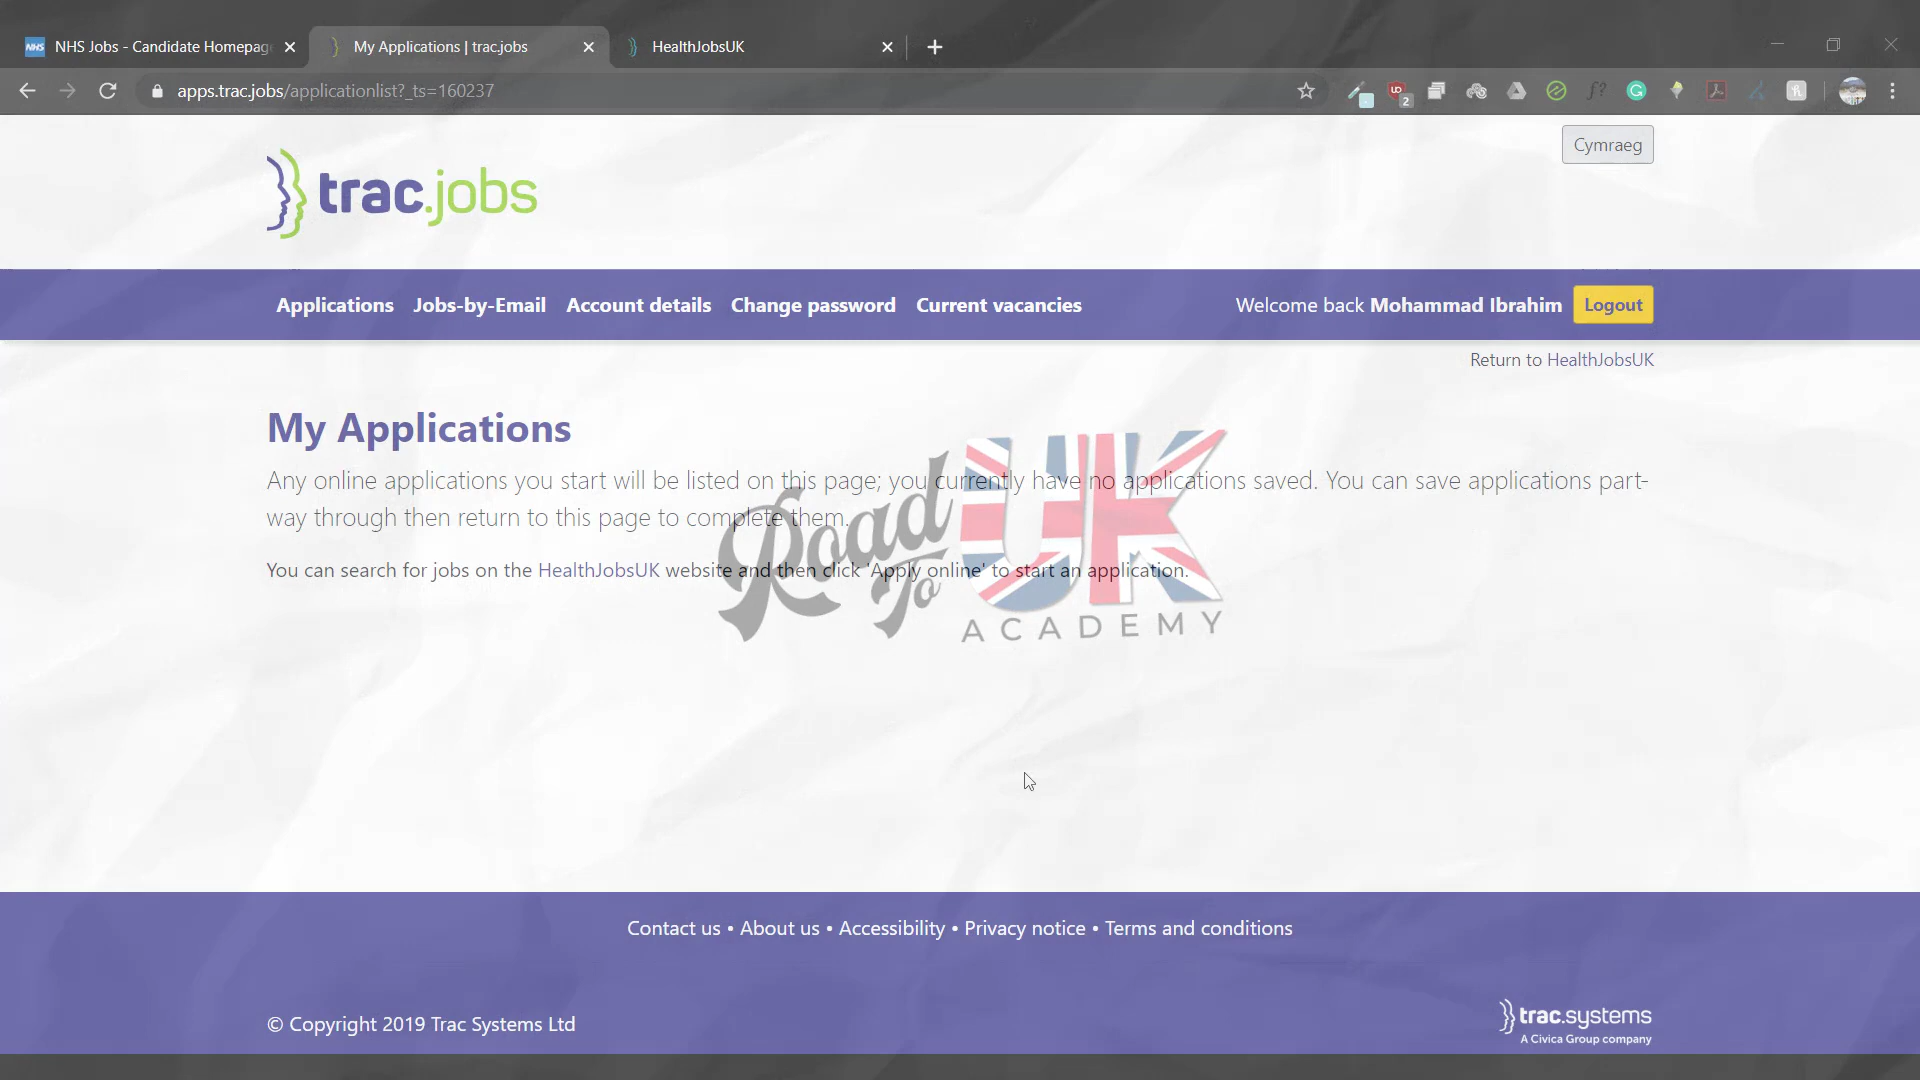 NHS Jobs - Candidate Homepag
My Applications | trac.jobs
HealthJobsUK
apps.trac.jobs/applicationlist?_ts=160237
Cymraeg
trac.jobs
Applications Jobs-by-Email Account details Change password Current vacancies
Welcome back Mohammad Ibrahim Logout
Return to HealthJobsUK
My Applications
Any online applications you start will be listed on this page; you currently have no applications saved. You can save applications part-
way through then return to this page to complete them.
You can search for jobs on the HealthJobsUK website and then click 'Apply online' to start an application.
Road To UK
ACADEMY
Contact us • About us • Accessibility • Privacy notice • Terms and conditions
© Copyright 2019 Trac Systems Ltd
trac.systems
A Civica Group company